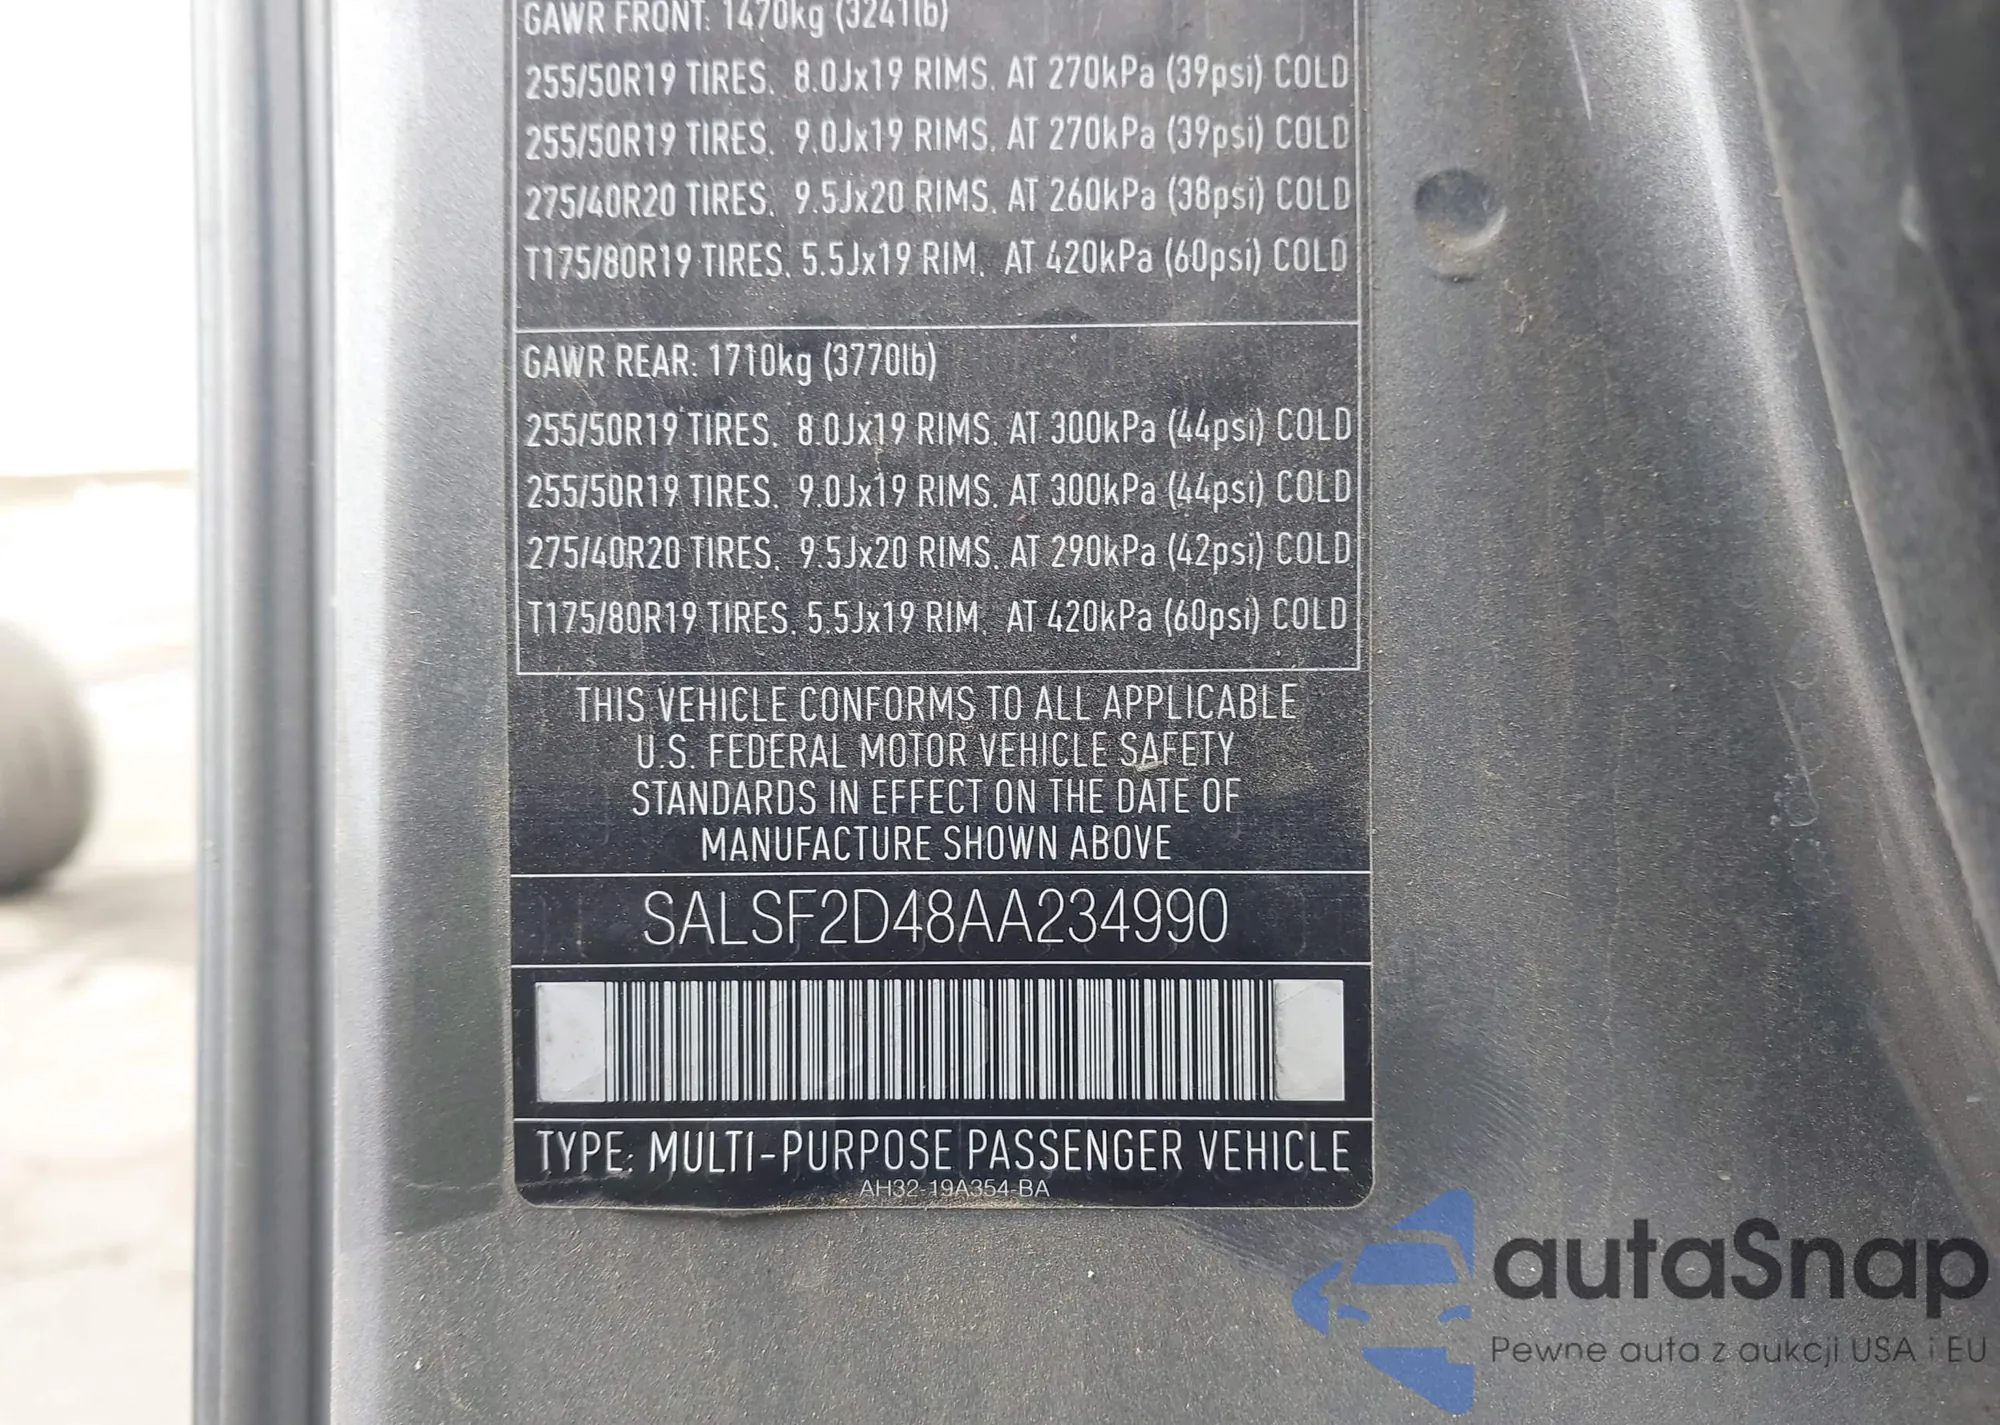 GAWR FRONT: 1470kg (3241lb)
255/50R19 TIRES. 8.0Jx19 RIMS. AT 270kPa (39psi) COLD
255/50R19 TIRES. 9.0Jx19 RIMS. AT 270kPa (39psi) COLD
275/40R20 TIRES. 9.5Jx20 RIMS. AT 260kPa (38psi) COLD
T175/80R19 TIRES. 5.5Jx19 RIM. AT 420kPa (60psi) COLD
GAWR REAR: 1710kg (3770lb)
255/50R19 TIRES. 8.0Jx19 RIMS. AT 300kPa (44psi) COLD
255/50R19 TIRES. 9.0Jx19 RIMS. AT 300kPa (44psi) COLD
275/40R20 TIRES. 9.5Jx20 RIMS. AT 290kPa (42psi) COLD
T175/80R19 TIRES. 5.5Jx19 RIM. AT 420kPa (60psi) COLD
THIS VEHICLE CONFORMS TO ALL APPLICABLE
U.S. FEDERAL MOTOR VEHICLE SAFETY
STANDARDS IN EFFECT ON THE DATE OF
MANUFACTURE SHOWN ABOVE
SALSF2D48AA234990
TYPE: MULTI-PURPOSE PASSENGER VEHICLE
AH32-19A354-BA
autaSnap
Pewne auta z aukcji USA i EU